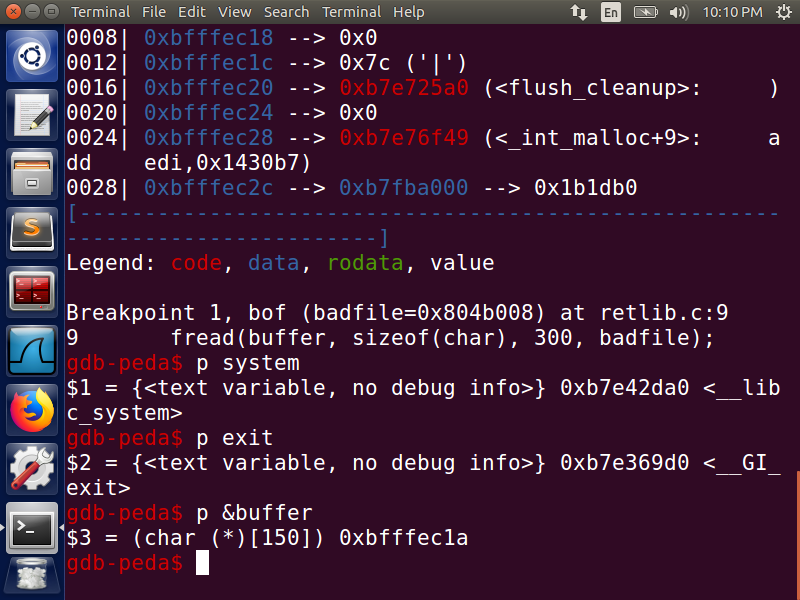 Terminal File Edit View Search Terminal Help En 10:10 PM
0008| 0xbfffec18 --> 0x0
0012| 0xbfffec1c --> 0x7c ('|')
0016| 0xbfffec20 --> 0xb7e725a0 (<flush_cleanup>:      )
0020| 0xbfffec24 --> 0x0
0024| 0xbfffec28 --> 0xb7e76f49 (<_int_malloc+9>:      a
dd    edi,0x1430b7)
0028| 0xbfffec2c --> 0xb7fba000 --> 0x1b1db0
[------------------------------------------------------
------------------------]
Legend: code, data, rodata, value
Breakpoint 1, bof (badfile=0x804b008) at retlib.c:9
9       fread(buffer, sizeof(char), 300, badfile);
gdb-peda$ p system
$1 = {<text variable, no debug info>} 0xb7e42da0 <__lib
c_system>
gdb-peda$ p exit
$2 = {<text variable, no debug info>} 0xb7e369d0 <__GI_
exit>
gdb-peda$ p &buffer
$3 = (char (*)[150]) 0xbfffec1a
gdb-peda$